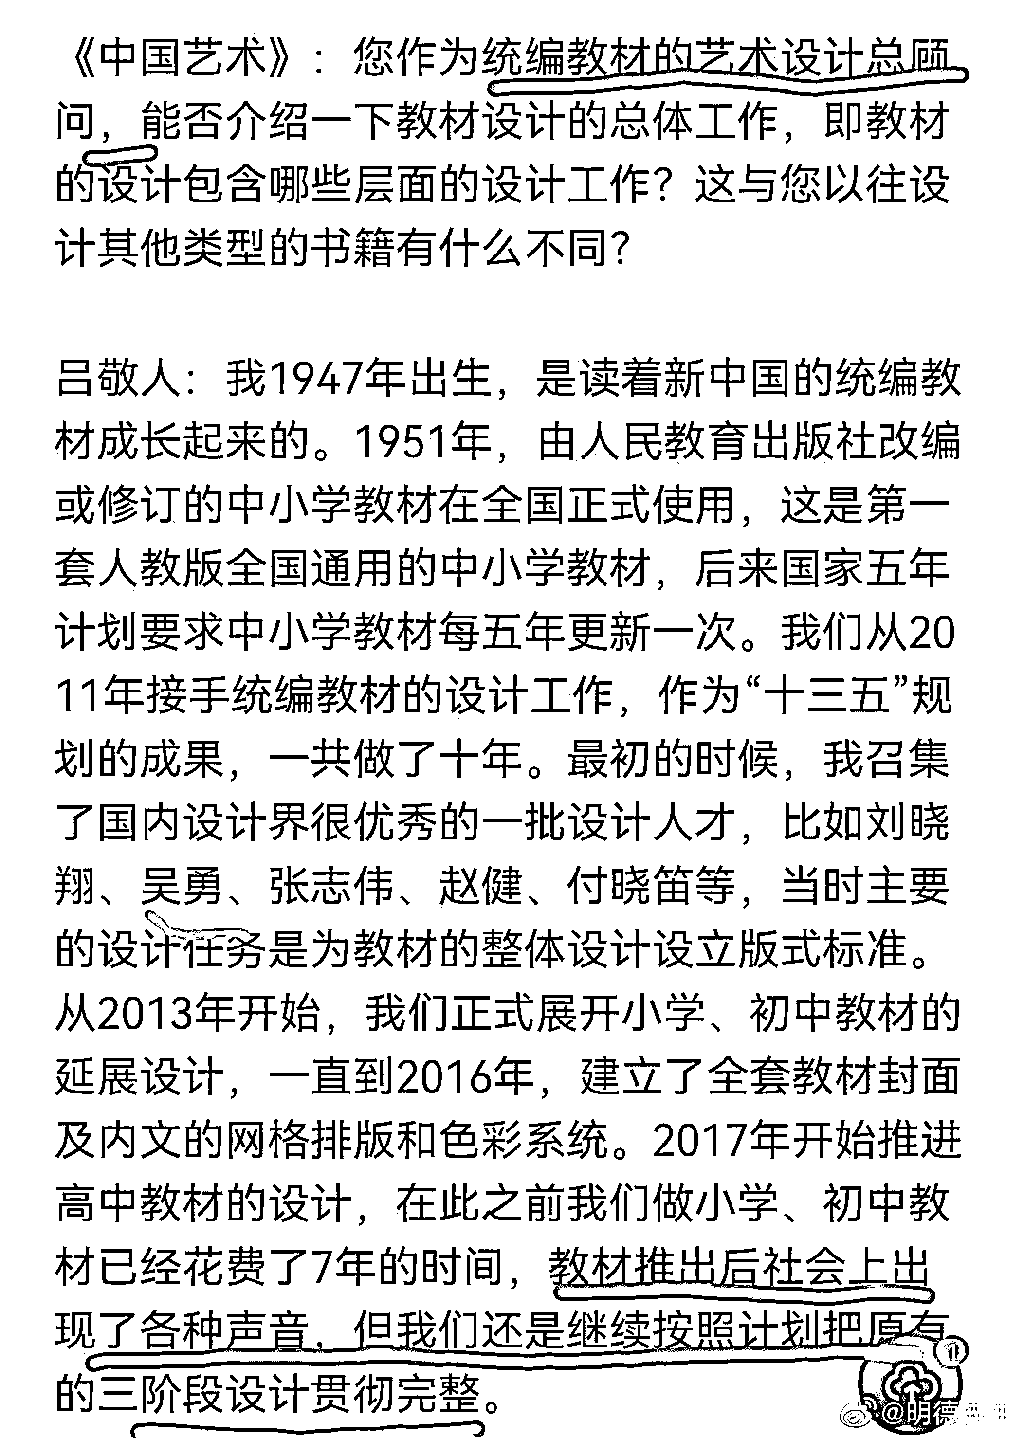 《中国艺术》：您作为统编教材的艺术设计总顾
问，能否介绍一下教材设计的总体工作，即教材
的设计包含哪些层面的设计工作？这与您以往设
计其他类型的书籍有什么不同？
吕敬人：我1947年出生，是读着新中国的统编教
材成长起来的。1951年，由人民教育出版社改编
或修订的中小学教材在全国正式使用，这是第一
套人教版全国通用的中小学教材，后来国家五年
计划要求中小学教材每五年更新一次。我们从20
11年接手统编教材的设计工作，作为“十三五”规
划的成果，一共做了十年。最初的时候，我召集
了国内设计界很优秀的一批设计人才，比如刘晓
翔、吴勇、张志伟、赵健、付晓笛等，当时主要
的设计任务是为教材的整体设计设立版式标准。
从2013年开始，我们正式展开小学、初中教材的
延展设计，一直到2016年，建立了全套教材封面
及内文的网格排版和色彩系统。2017年开始推进
高中教材的设计，在此之前我们做小学、初中教
材已经花费了7年的时间，教材推出后社会上出
现了各种声音，但我们还是继续按照计划把原有
的三阶段设计贯彻完整。
@明德